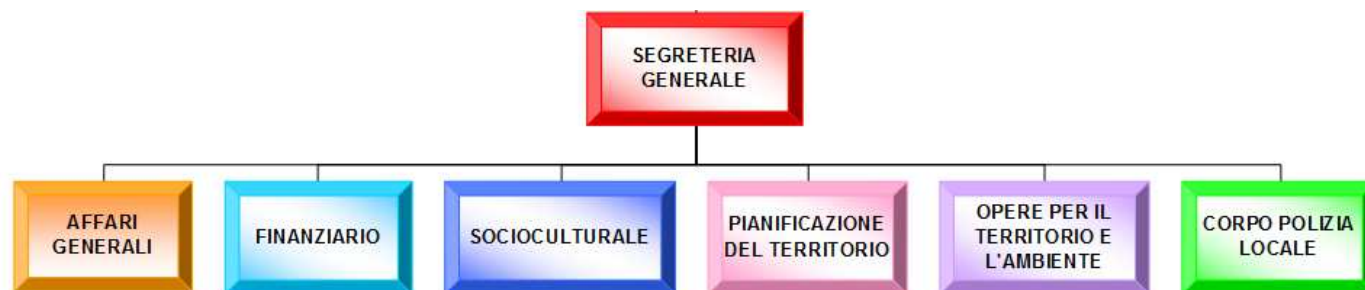 SEGRETERIA
GENERALE
AFFARI
GENERALI
FINANZIARIO
SOCIOCULTURALE
PIANIFICAZIONE
DEL TERRITORIO
OPERE PER IL
TERRITORIO E
L'AMBIENTE
CORPO POLIZIA
LOCALE